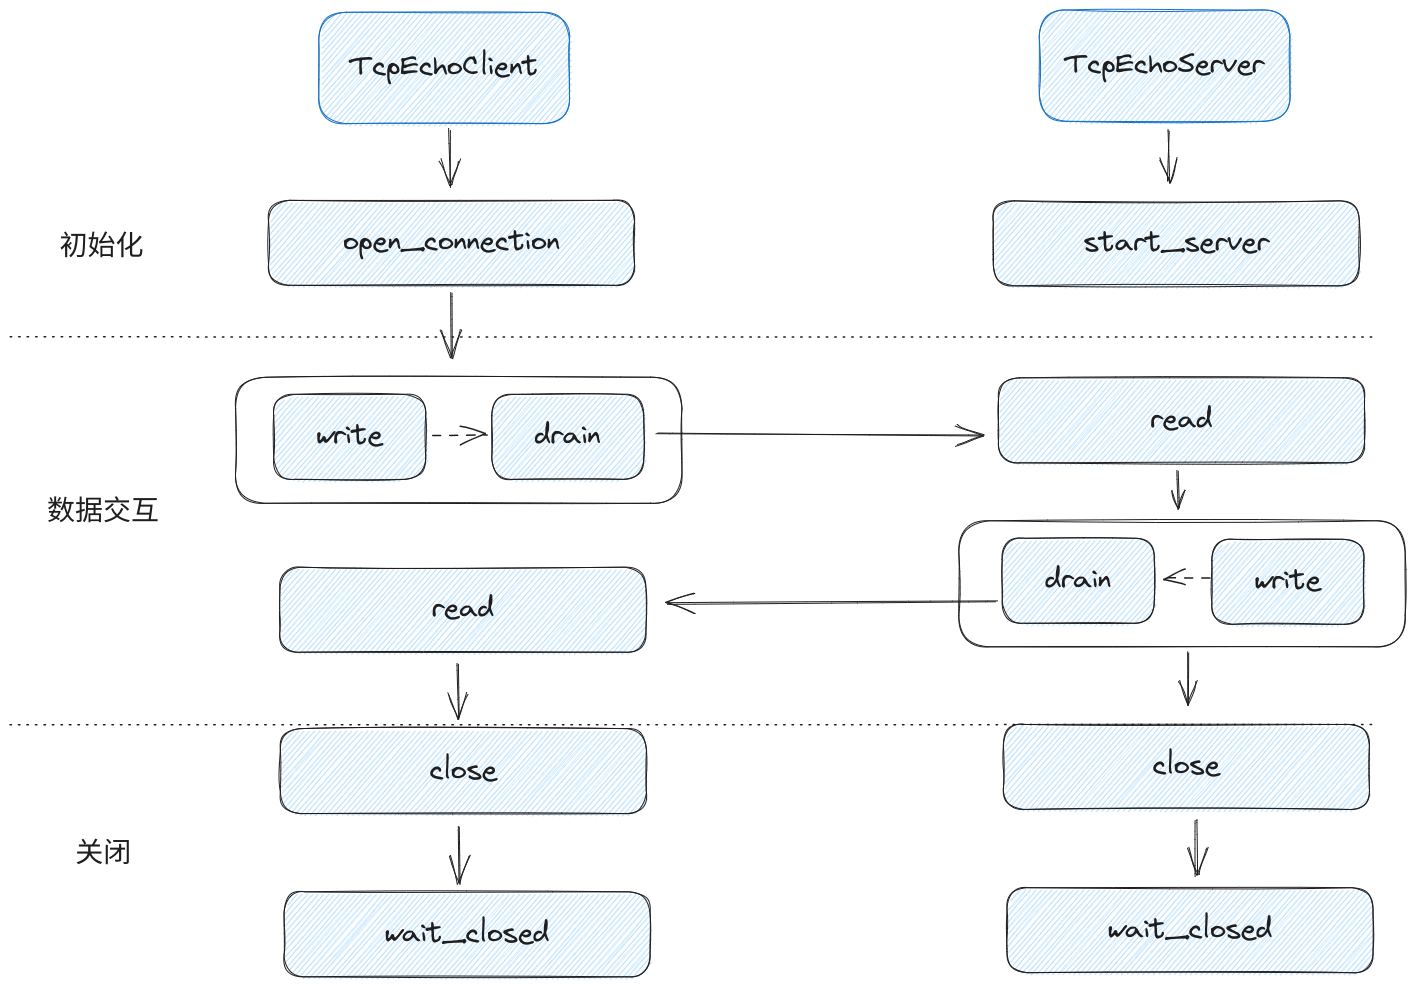 TcpEchoClient
TcpEchoServer
初始化
open_connection
start_server
数据交互
write
drain
read
drain
write
read
关闭
close
close
wait_closed
wait_closed